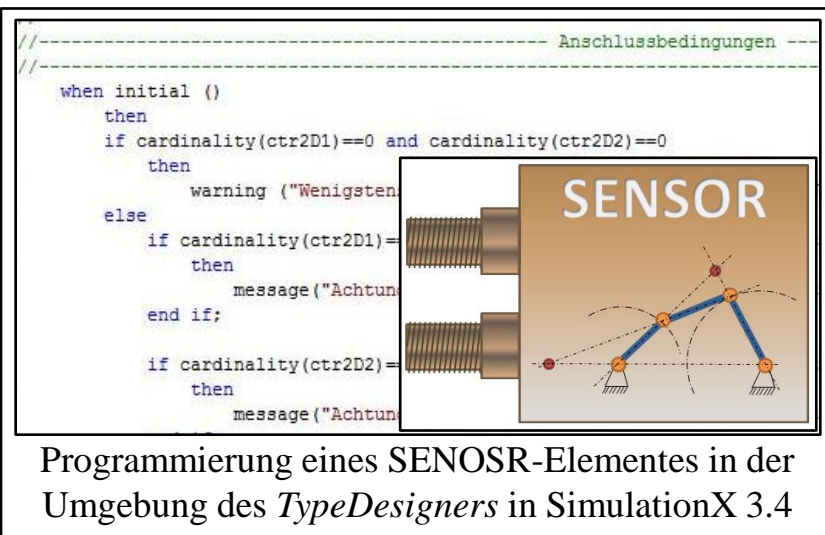 //
//------------------------------------------------ Anschlussbedingungen ---
//-------------------------------------------------------------------------
when initial ()
then
if cardinality(ctr2D1)==0 and cardinality(ctr2D2)==0
then
warning ("Wenigsten
else
if cardinality(ctr2D1)=
then
message("Achtun
end if;
if cardinality(ctr2D2)=
then
message("Achtun
SENSOR
Programmierung eines SENOSR-Elementes in der
Umgebung des TypeDesigners in SimulationX 3.4